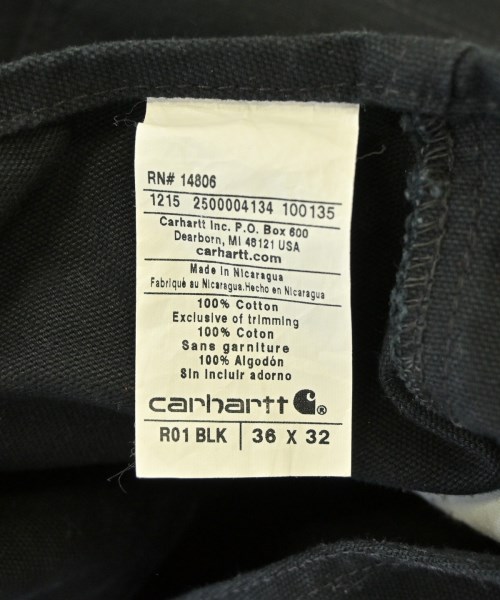 RN# 14806
1215 2500004134 100135
Carhartt Inc. P.O. Box 600
Dearborn, MI 48121 USA
carhartt.com
Made in Nicaragua
Fabriqué au Nicaragua.Hecho en Nicaragua
100% Cotton
Exclusive of trimming
100% Coton
Sans garniture
100% Algodón
Sin incluir adorno
carhartt ®
R01 BLK | 36 X 32